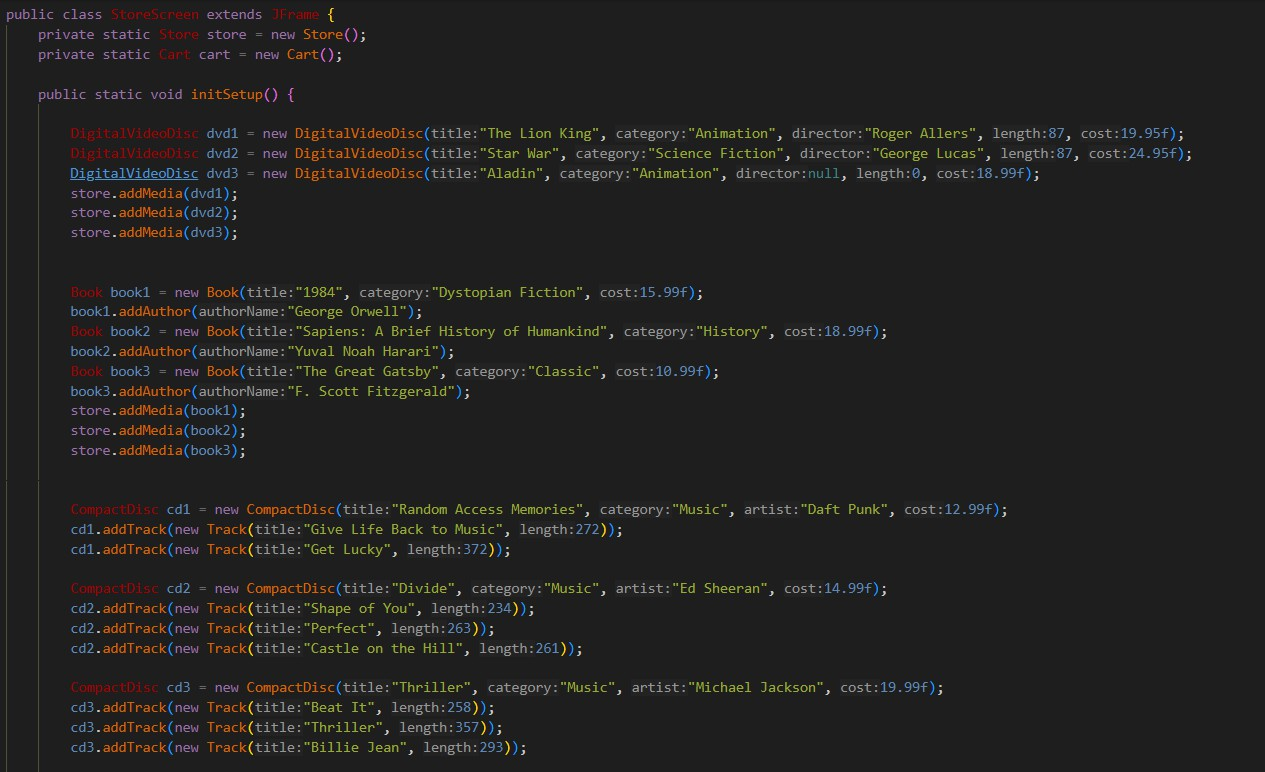 public class StoreScreen extends JFrame {
private static Store store = new Store();
private static Cart cart = new Cart();
public static void initSetup() {
DigitalVideoDisc dvd1 = new DigitalVideoDisc(title:"The Lion King", category:"Animation", director:"Roger Allers", length:87, cost:19.95f);
DigitalVideoDisc dvd2 = new DigitalVideoDisc(title:"Star War", category:"Science Fiction", director:"George Lucas", length:87, cost:24.95f);
DigitalVideoDisc dvd3 = new DigitalVideoDisc(title:"Aladin", category:"Animation", director:null, length:0, cost:18.99f);
store.addMedia(dvd1);
store.addMedia(dvd2);
store.addMedia(dvd3);
Book book1 = new Book(title:"1984", category:"Dystopian Fiction", cost:15.99f);
book1.addAuthor(authorName:"George Orwell");
Book book2 = new Book(title:"Sapiens: A Brief History of Humankind", category:"History", cost:18.99f);
book2.addAuthor(authorName:"Yuval Noah Harari");
Book book3 = new Book(title:"The Great Gatsby", category:"Classic", cost:10.99f);
book3.addAuthor(authorName:"F. Scott Fitzgerald");
store.addMedia(book1);
store.addMedia(book2);
store.addMedia(book3);
CompactDisc cd1 = new CompactDisc(title:"Random Access Memories", category:"Music", artist:"Daft Punk", cost:12.99f);
cd1.addTrack(new Track(title:"Give Life Back to Music", length:272));
cd1.addTrack(new Track(title:"Get Lucky", length:372));
CompactDisc cd2 = new CompactDisc(title:"Divide", category:"Music", artist:"Ed Sheeran", cost:14.99f);
cd2.addTrack(new Track(title:"Shape of You", length:234));
cd2.addTrack(new Track(title:"Perfect", length:263));
cd2.addTrack(new Track(title:"Castle on the Hill", length:261));
CompactDisc cd3 = new CompactDisc(title:"Thriller", category:"Music", artist:"Michael Jackson", cost:19.99f);
cd3.addTrack(new Track(title:"Beat It", length:258));
cd3.addTrack(new Track(title:"Thriller", length:357));
cd3.addTrack(new Track(title:"Billie Jean", length:293));